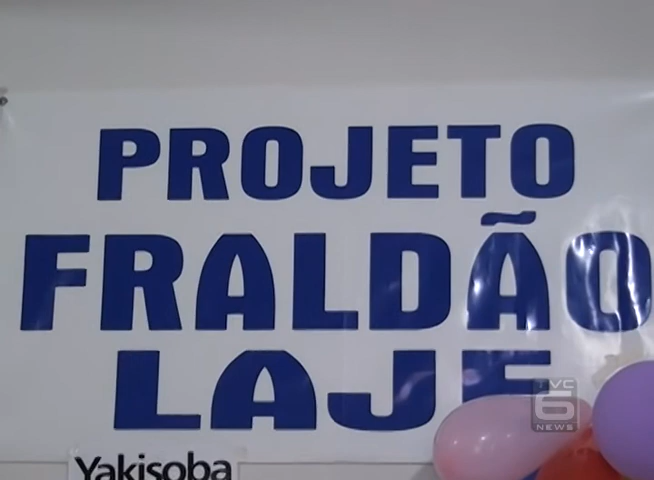 PROJETO
FRALDÃO
LAJE
TVC
6
NEWS
Yakisoba